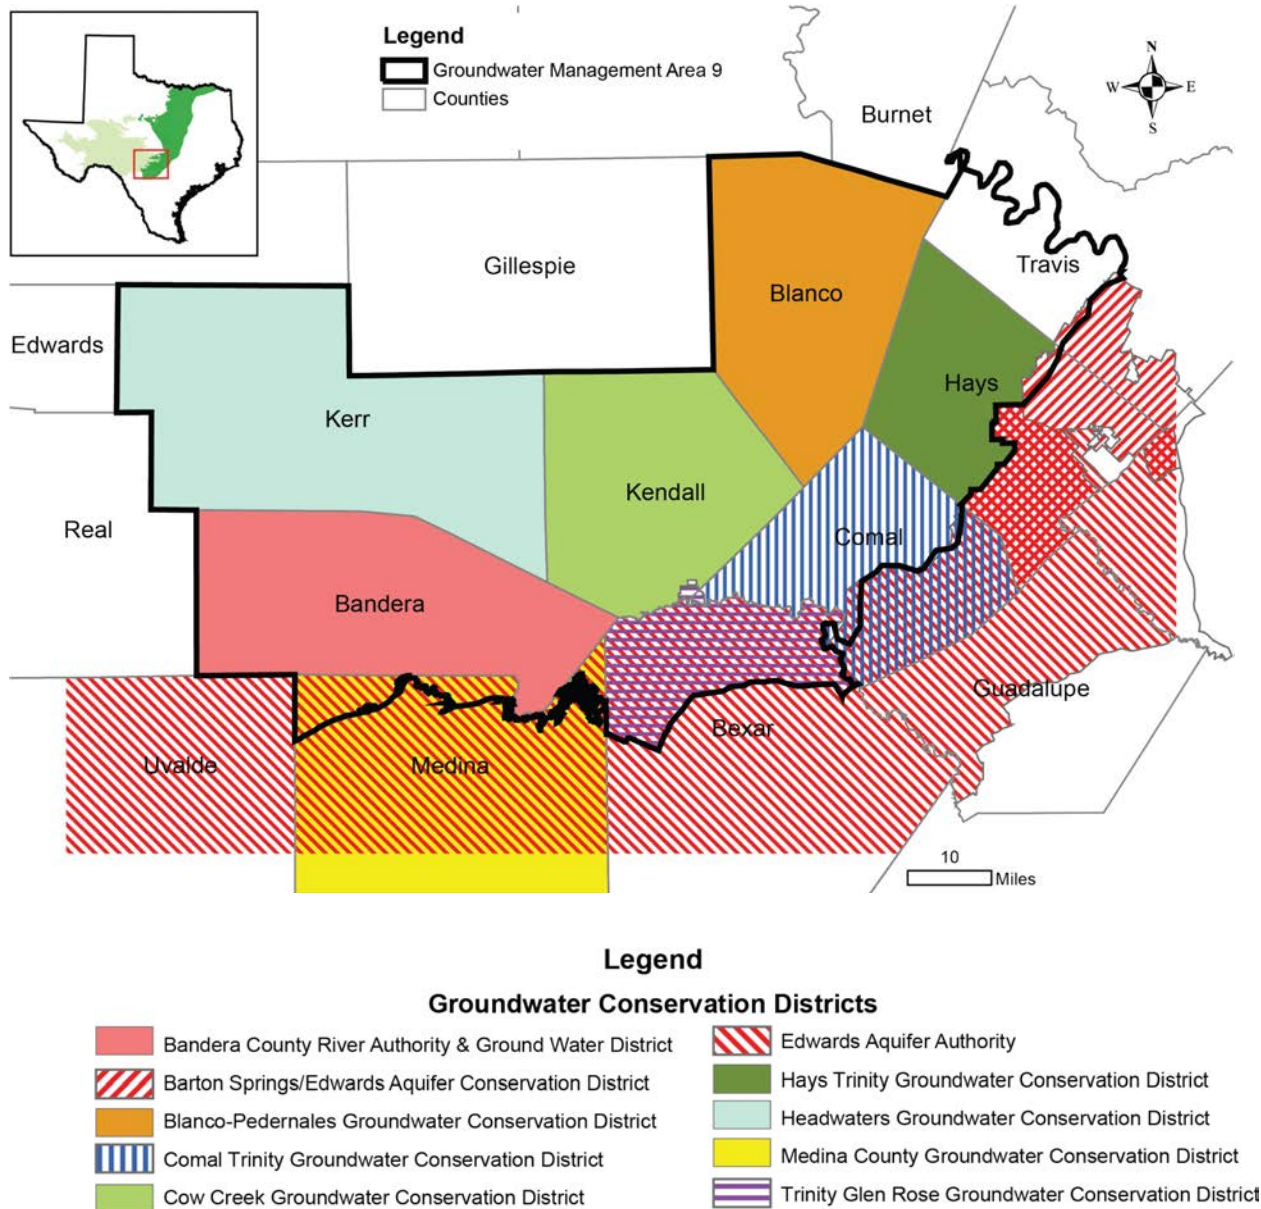 Legend
Groundwater Management Area 9
Counties
N
W E
S
Burnet
Travis
Gillespie
Blanco
Edwards
Hays
Kerr
Kendall
Real
Comal
Bandera
Guadalupe
Bexar
Uvalde
Medina
10
Miles
Legend
Groundwater Conservation Districts
Bandera County River Authority & Ground Water District
Barton Springs/Edwards Aquifer Conservation District
Blanco-Pedernales Groundwater Conservation District
Comal Trinity Groundwater Conservation District
Cow Creek Groundwater Conservation District
Edwards Aquifer Authority
Hays Trinity Groundwater Conservation District
Headwaters Groundwater Conservation District
Medina County Groundwater Conservation District
Trinity Glen Rose Groundwater Conservation District